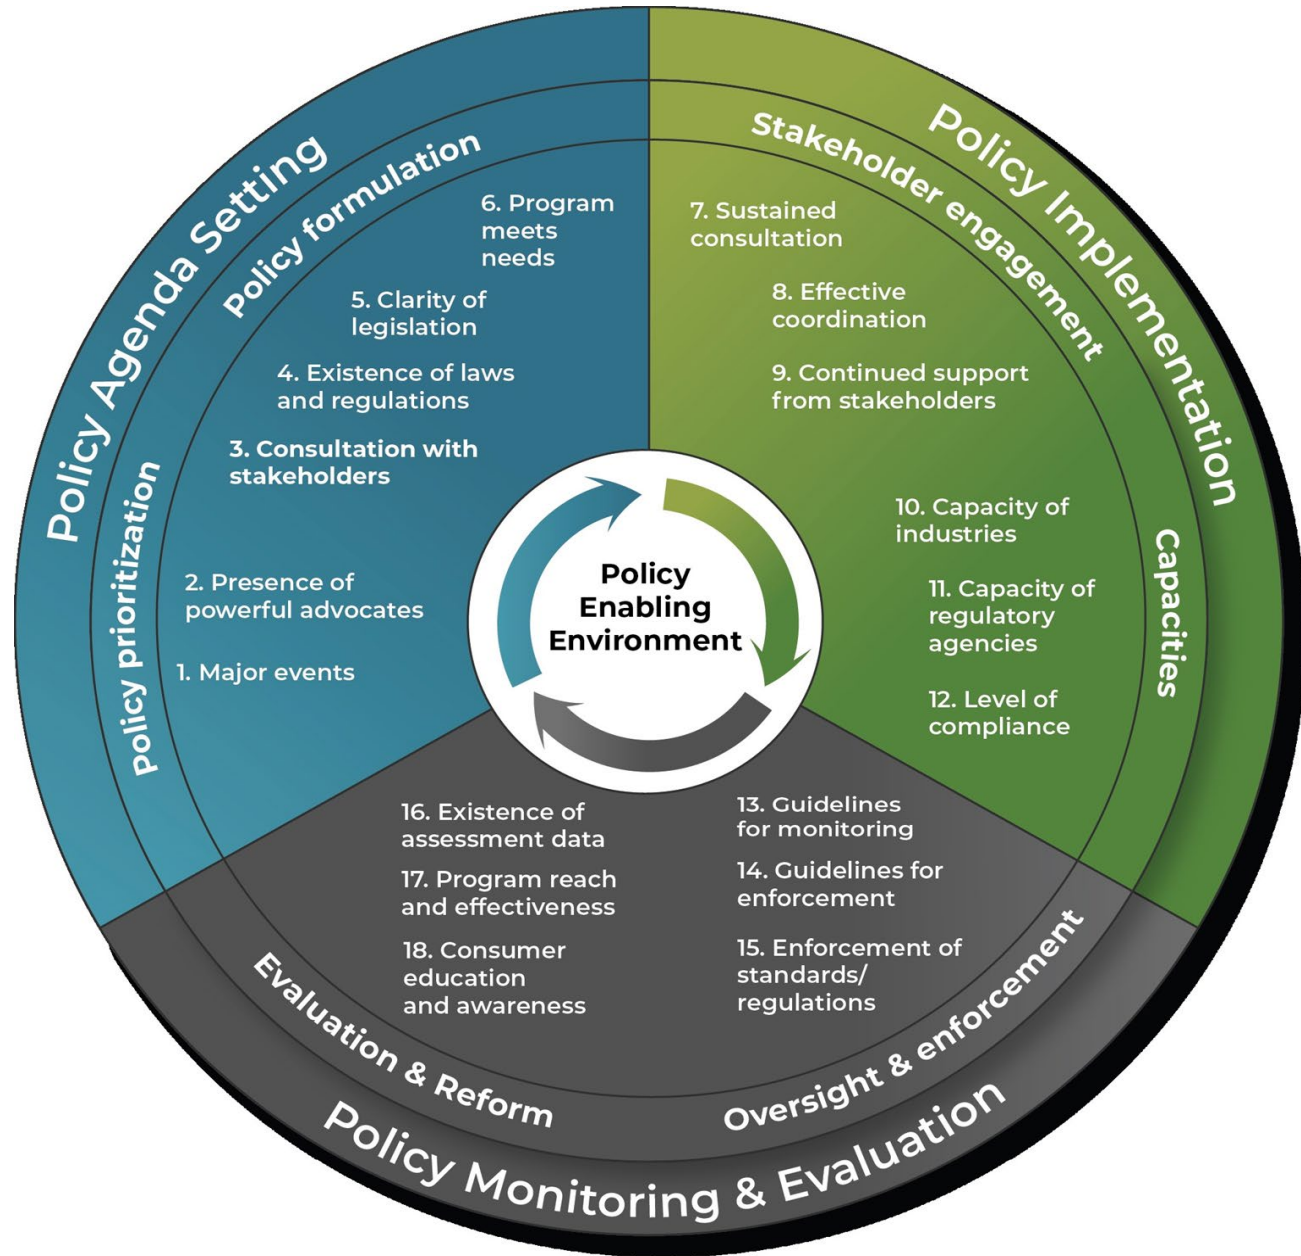 Policy Agenda Setting
Policy prioritization
1. Major events
2. Presence of
powerful advocates
3. Consultation with
stakeholders
Policy formulation
4. Existence of laws
and regulations
5. Clarity of
legislation
6. Program
meets
needs
Policy Implementation
Stakeholder engagement
7. Sustained
consultation
8. Effective
coordination
9. Continued support
from stakeholders
Capacities
10. Capacity of
industries
11. Capacity of
regulatory
agencies
12. Level of
compliance
Policy Monitoring & Evaluation
Oversight & enforcement
13. Guidelines
for monitoring
14. Guidelines for
enforcement
15. Enforcement of
standards/
regulations
Evaluation & Reform
16. Existence of
assessment data
17. Program reach
and effectiveness
18. Consumer
education
and awareness
Policy
Enabling
Environment